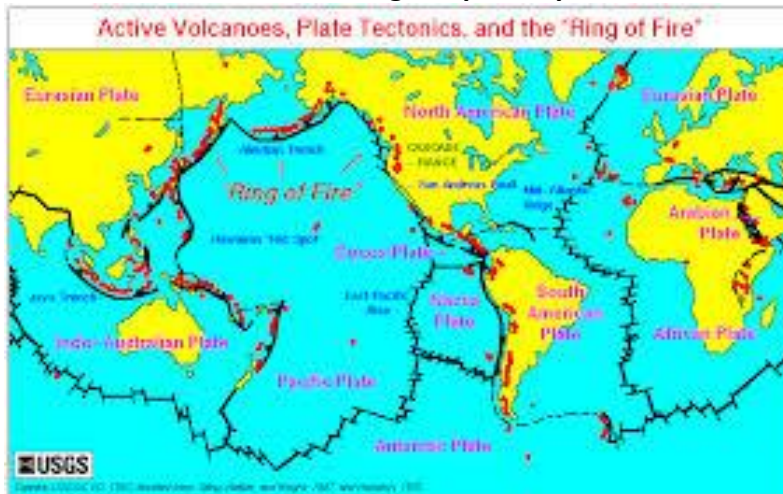 Active Volcanoes, Plate Tectonics, and the "Ring of Fire"
Eurasian Plate
North American Plate
Eurasian Plate
Aleutian Trench
CASCADE
RANGE
"Ring of Fire"
San Andreas Fault
Mid-Atlantic
Ridge
Arabian
Plate
Hawaiian "Hot Spot"
Cocos Plate
Java Trench
East Pacific
Rise
Nazca
Plate
South
American
Plate
Indo-Australian Plate
African Plate
Pacific Plate
Antarctic Plate
USGS